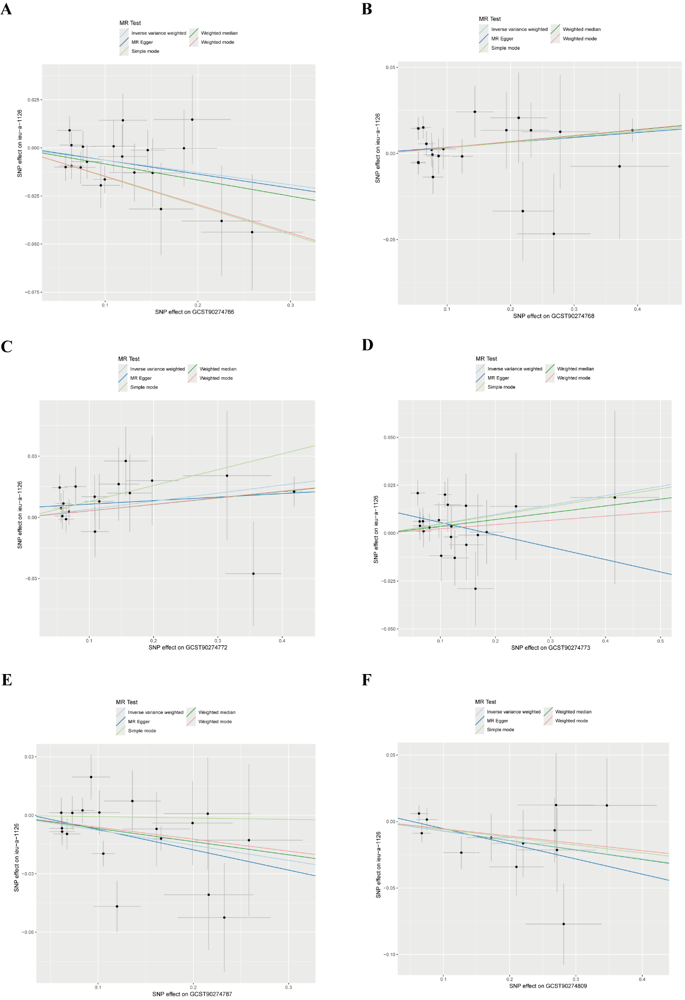 A
MR Test
Inverse variance weighted
Weighted median
MR Egger
Weighted mode
Simple mode
SNP effect on ieu−a−1126
0.025
0.000
−0.025
−0.050
−0.075
0.1
0.2
0.3
SNP effect on GCST90274766
B
MR Test
Inverse variance weighted
Weighted median
MR Egger
Weighted mode
Simple mode
SNP effect on ieu−a−1126
0.05
0.00
−0.05
0.1
0.2
0.3
0.4
SNP effect on GCST90274768
C
MR Test
Inverse variance weighted
Weighted median
MR Egger
Weighted mode
Simple mode
SNP effect on ieu−a−1126
0.03
0.00
−0.03
0.1
0.2
0.3
0.4
SNP effect on GCST90274772
D
MR Test
Inverse variance weighted
Weighted median
MR Egger
Weighted mode
Simple mode
SNP effect on ieu−a−1126
0.050
0.025
0.000
−0.025
−0.050
0.1
0.2
0.3
0.4
0.5
SNP effect on GCST90274773
E
MR Test
Inverse variance weighted
Weighted median
MR Egger
Weighted mode
Simple mode
SNP effect on ieu−a−1126
0.03
0.00
−0.03
−0.06
0.1
0.2
0.3
SNP effect on GCST90274787
F
MR Test
Inverse variance weighted
Weighted median
MR Egger
Weighted mode
Simple mode
SNP effect on ieu−a−1126
0.05
0.00
−0.05
−0.10
0.1
0.2
0.3
0.4
SNP effect on GCST90274809